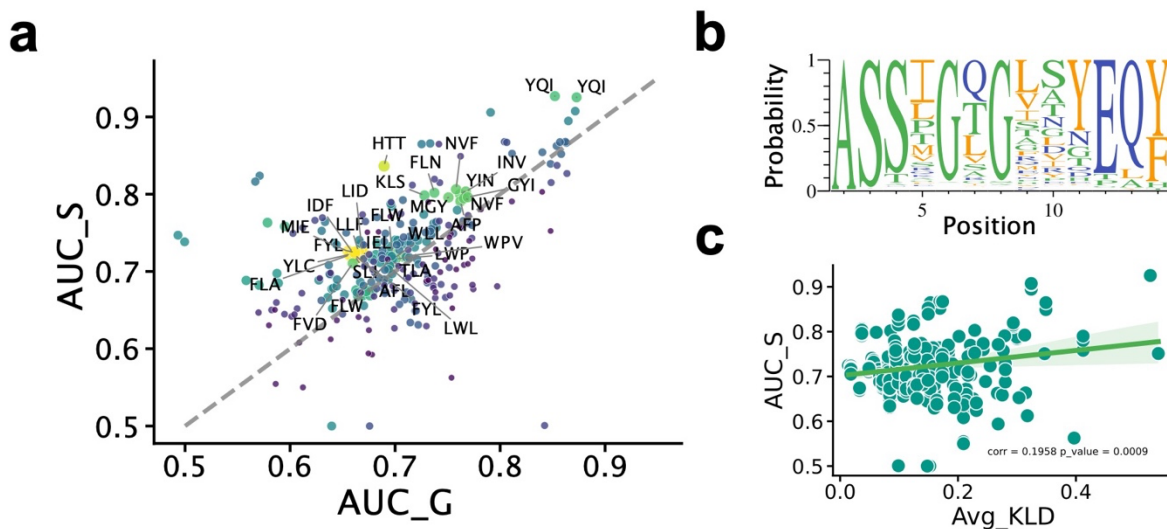 a
AUC_S
0.9
0.8
0.7
0.6
0.5
0.5 0.6 0.7 0.8 0.9
AUC_G
YQI YQI
HTT NVF
FLN INV
KLS YIN GYI
LID MGY NVF
IDF FLW AFP
MIE LLF WLL
FYL IEL WPV
YLC LWP
FLA SLL TLA
AFL
FLW FYL
FVD LWL
b
Probability
1
0.5
0
ASS
G G
EQ
5 10
Position
c
AUC_S
0.9
0.8
0.7
0.6
0.5
corr = 0.1958 p_value = 0.0009
0.0 0.2 0.4
Avg_KLD